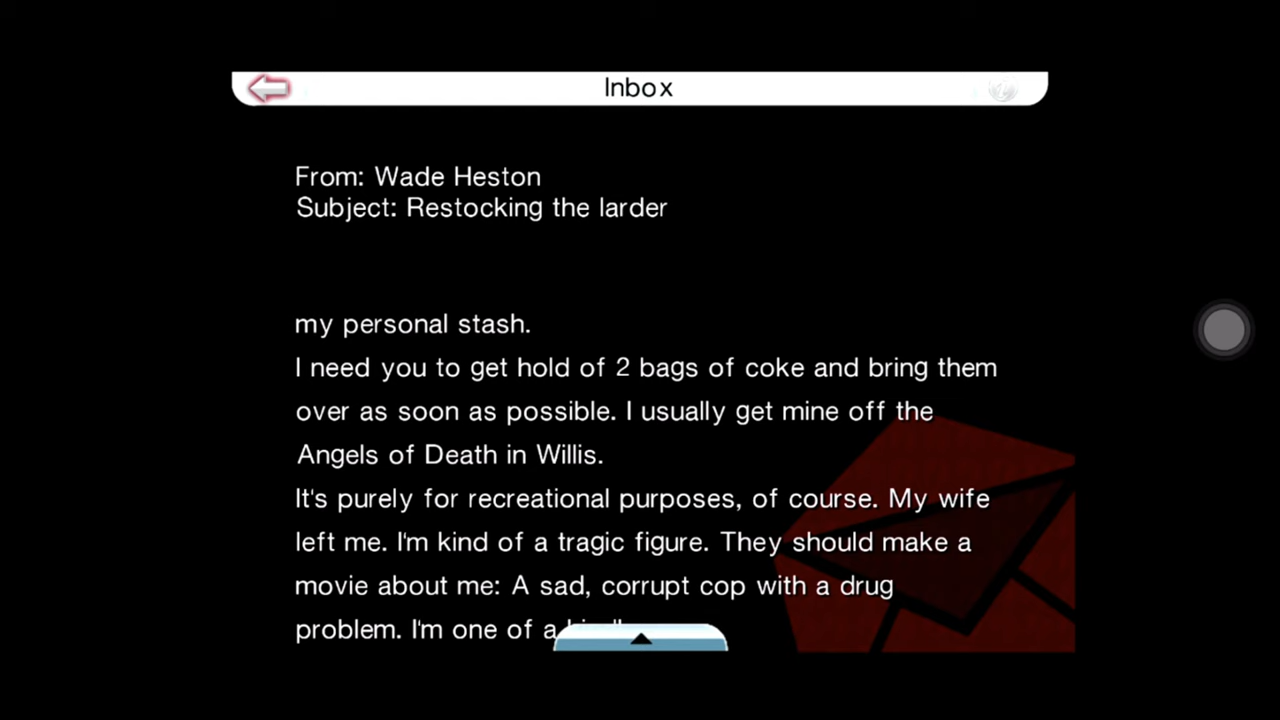 Inbox
From: Wade Heston
Subject: Restocking the larder
my personal stash.
I need you to get hold of 2 bags of coke and bring them
over as soon as possible. I usually get mine off the
Angels of Death in Willis.
It's purely for recreational purposes, of course. My wife
left me. I'm kind of a tragic figure. They should make a
movie about me: A sad, corrupt cop with a drug
problem. I'm one of a